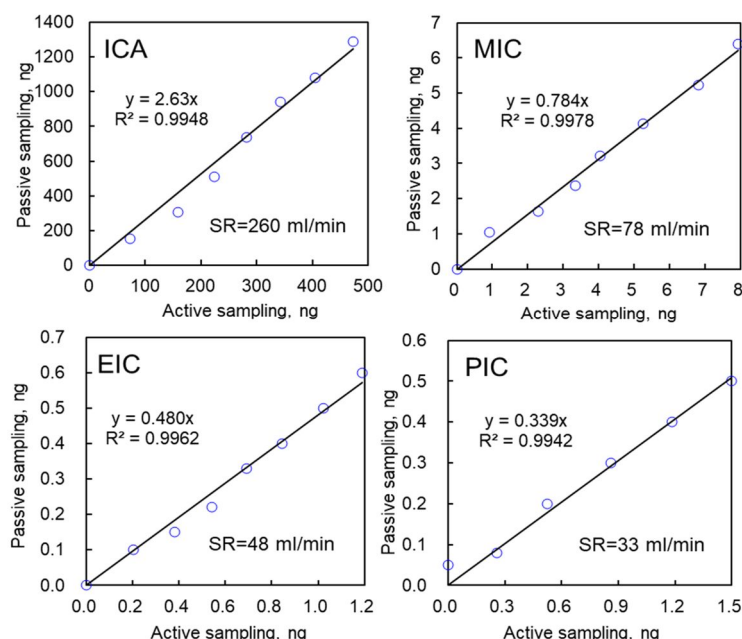 ICA
y = 2.63x
R² = 0.9948
SR=260 ml/min
Passive sampling, ng
1400
1200
1000
800
600
400
200
0
0 100 200 300 400 500
Active sampling, ng
MIC
y = 0.784x
R² = 0.9978
SR=78 ml/min
Passive sampling, ng
7
6
5
4
3
2
1
0
0 1 2 3 4 5 6 7 8
Active sampling, ng
EIC
y = 0.480x
R² = 0.9962
SR=48 ml/min
Passive sampling, ng
0.7
0.6
0.5
0.4
0.3
0.2
0.1
0.0
0.0 0.2 0.4 0.6 0.8 1.0 1.2
Active sampling, ng
PIC
y = 0.339x
R² = 0.9942
SR=33 ml/min
Passive sampling, ng
0.6
0.5
0.4
0.3
0.2
0.1
0.0
0.0 0.3 0.6 0.9 1.2 1.5
Active sampling, ng